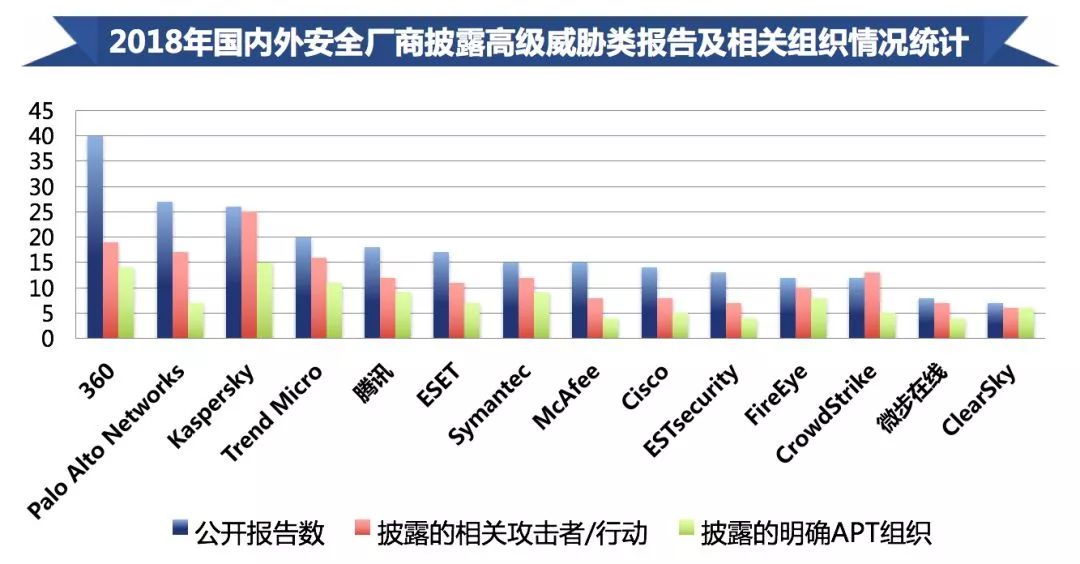 2018年国内外安全厂商披露高级威胁类报告及相关组织情况统计
45
40
35
30
25
20
15
10
5
0
360
Palo Alto Networks
Kaspersky
Trend Micro
腾讯
ESET
Symantec
McAfee
Cisco
ESTsecurity
FireEye
CrowdStrike
微步在线
ClearSky
公开报告数 披露的相关攻击者/行动 披露的明确APT组织